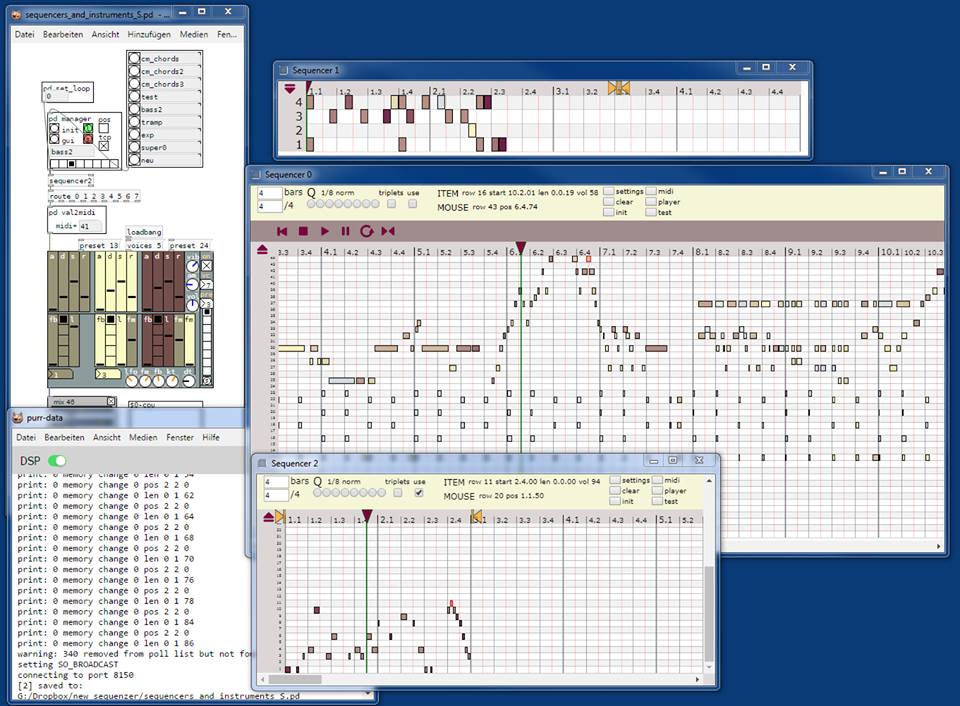 sequencers_and_instruments_S.pd - ...
Datei Bearbeiten Ansicht Hinzufügen Medien Fen...
cm_chords
cm_chords2
cm_chords3
test
bass2
tramp
exp
super0
neu
pd set_loop
0
pd manager
pos
init
tcp
gui
bass2
sequencer2
route 0 1 2 3 4 5 6 7
pd val2midi
midi= 41
loadbang
preset 13 voices 5 preset 24
a d s r a d s r a d s r vib
fb l fb l fm fb l fm fm
1 3 lfo fm fb kt dt
mix 48
$0-cpu
purr-data
Datei Bearbeiten Ansicht Medien Fenster Hilfe
DSP
print: 0 memory change 0 len 0 1 54
print: 0 memory change 0 pos 2 2 0
print: 0 memory change 0 len 0 1 62
print: 0 memory change 0 pos 2 2 0
print: 0 memory change 0 len 0 1 64
print: 0 memory change 0 pos 2 2 0
print: 0 memory change 0 len 0 1 68
print: 0 memory change 0 pos 2 2 0
print: 0 memory change 0 len 0 1 70
print: 0 memory change 0 pos 2 2 0
print: 0 memory change 0 len 0 1 76
print: 0 memory change 0 pos 2 2 0
print: 0 memory change 0 len 0 1 78
print: 0 memory change 0 pos 2 2 0
print: 0 memory change 0 len 0 1 84
print: 0 memory change 0 pos 2 2 0
print: 0 memory change 0 len 0 1 86
warning: 340 removed from poll list but not fo
setting SO_BROADCAST
connecting to port 8150
[2] saved to:
G:/Dropbox/new_sequenzer/sequencers_and_instruments_S.pd
Sequencer 1
1.1 1.2 1.3 1.4 2.1 2.2 2.3 2.4 3.2 3.4 4.1 4.2 4.3 4.4
4
3
2
1
Sequencer 0
4 bars Q 1/8 norm triplets use ITEM row 16 start 10.2.01 len 0.0.19 vol 58 settings midi
clear player
4 /4 MOUSE row 43 pos 6.4.74
init test
3.3 4.1 4.2 4.3 4.4 5.1 5.2 5.3 5.4 6.1 6.2 6.3 6.4 7.1 7.2 7.3 7.4 8.1 8.2 8.3 8.4 9.1 9.2 9.3 9.4 10.1 10.2 10.3
Sequencer 2
4 bars Q 1/8 norm triplets use ITEM row 11 start 2.4.00 len 0.0.00 vol 94 settings midi
clear player
4 /4 MOUSE row 20 pos 1.1.50
init test
1.1 1.2 1.3 2.1 2.2 2.3 2.4 3.2 3.3 3.4 4.1 4.2 4.3 4.4 5.1 5.2